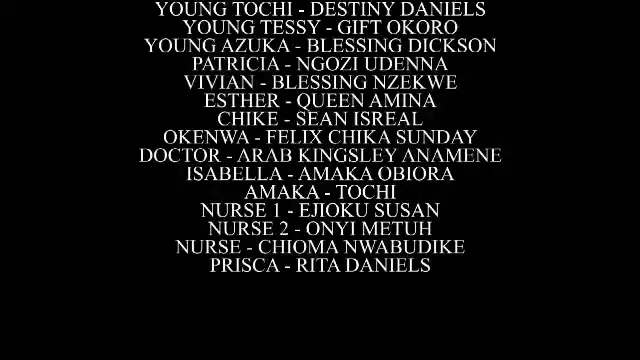 YOUNG TOCHI - DESTINY DANIELS
YOUNG TESSY - GIFT OKORO
YOUNG AZUKA - BLESSING DICKSON
PATRICIA - NGOZI UDENNA
VIVIAN - BLESSING NZEKWE
ESTHER - QUEEN AMINA
CHIKE - SEAN ISREAL
OKENWA - FELIX CHIKA SUNDAY
DOCTOR - ARAB KINGSLEY ANAMENE
ISABELLA - AMAKA OBIORA
AMAKA - TOCHI
NURSE 1 - EJIOKU SUSAN
NURSE 2 - ONYI METUH
NURSE - CHIOMA NWABUDIKE
PRISCA - RITA DANIELS